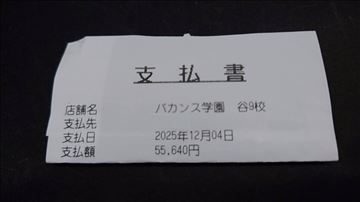 支払書
店舗名 バカンス学園 谷9校
支払先
支払日 2025年12月04日
支払額 55,640円